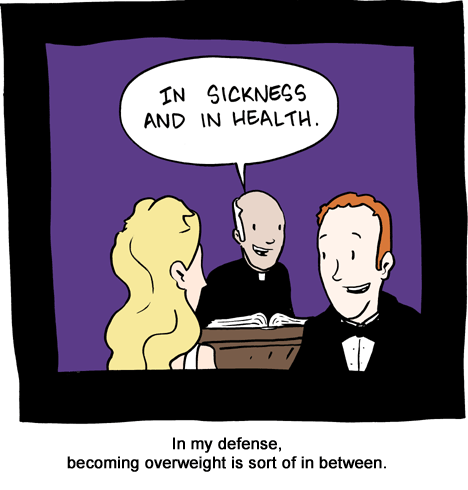 IN SICKNESS
AND IN HEALTH.
In my defense,
becoming overweight is sort of in between.